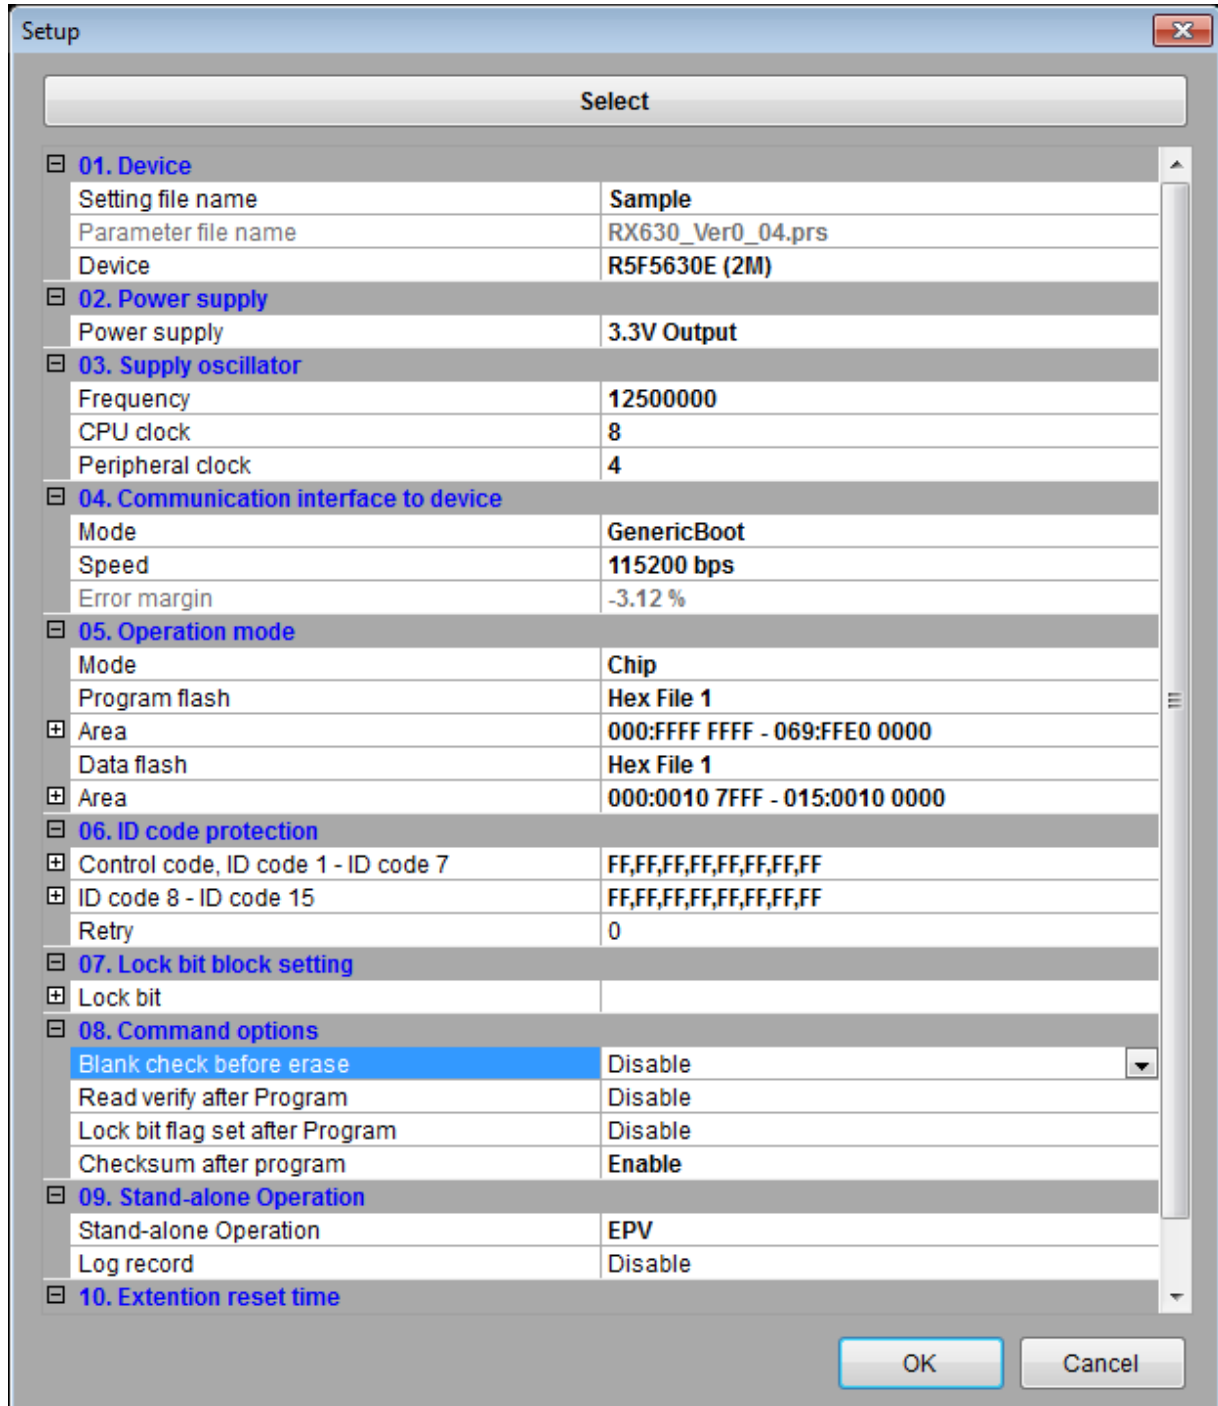 Setup
Select
01. Device
Setting file name Sample
Parameter file name RX630_Ver0_04.prs
Device R5F5630E (2M)
02. Power supply
Power supply 3.3V Output
03. Supply oscillator
Frequency 12500000
CPU clock 8
Peripheral clock 4
04. Communication interface to device
Mode GenericBoot
Speed 115200 bps
Error margin -3.12 %
05. Operation mode
Mode Chip
Program flash Hex File 1
Area 000:FFFF FFFF - 069:FFE0 0000
Data flash Hex File 1
Area 000:0010 7FFF - 015:0010 0000
06. ID code protection
Control code, ID code 1 - ID code 7 FF,FF,FF,FF,FF,FF,FF,FF
ID code 8 - ID code 15 FF,FF,FF,FF,FF,FF,FF,FF
Retry 0
07. Lock bit block setting
Lock bit
08. Command options
Blank check before erase Disable
Read verify after Program Disable
Lock bit flag set after Program Disable
Checksum after program Enable
09. Stand-alone Operation
Stand-alone Operation EPV
Log record Disable
10. Extention reset time
OK Cancel